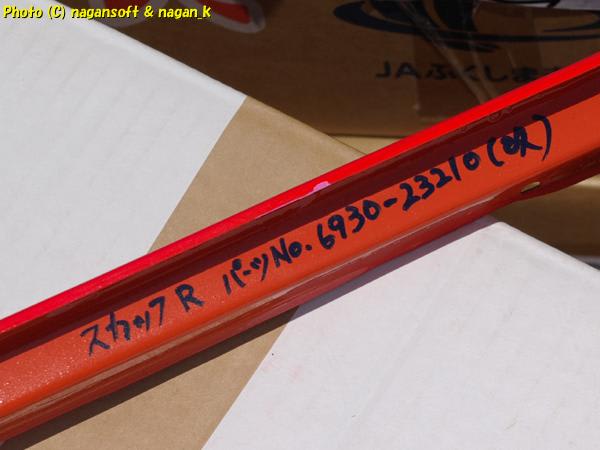 Photo (C) nagansoft & nagan_k
JAふくしま
スカッフR パーツNo.6930-23210(吸)